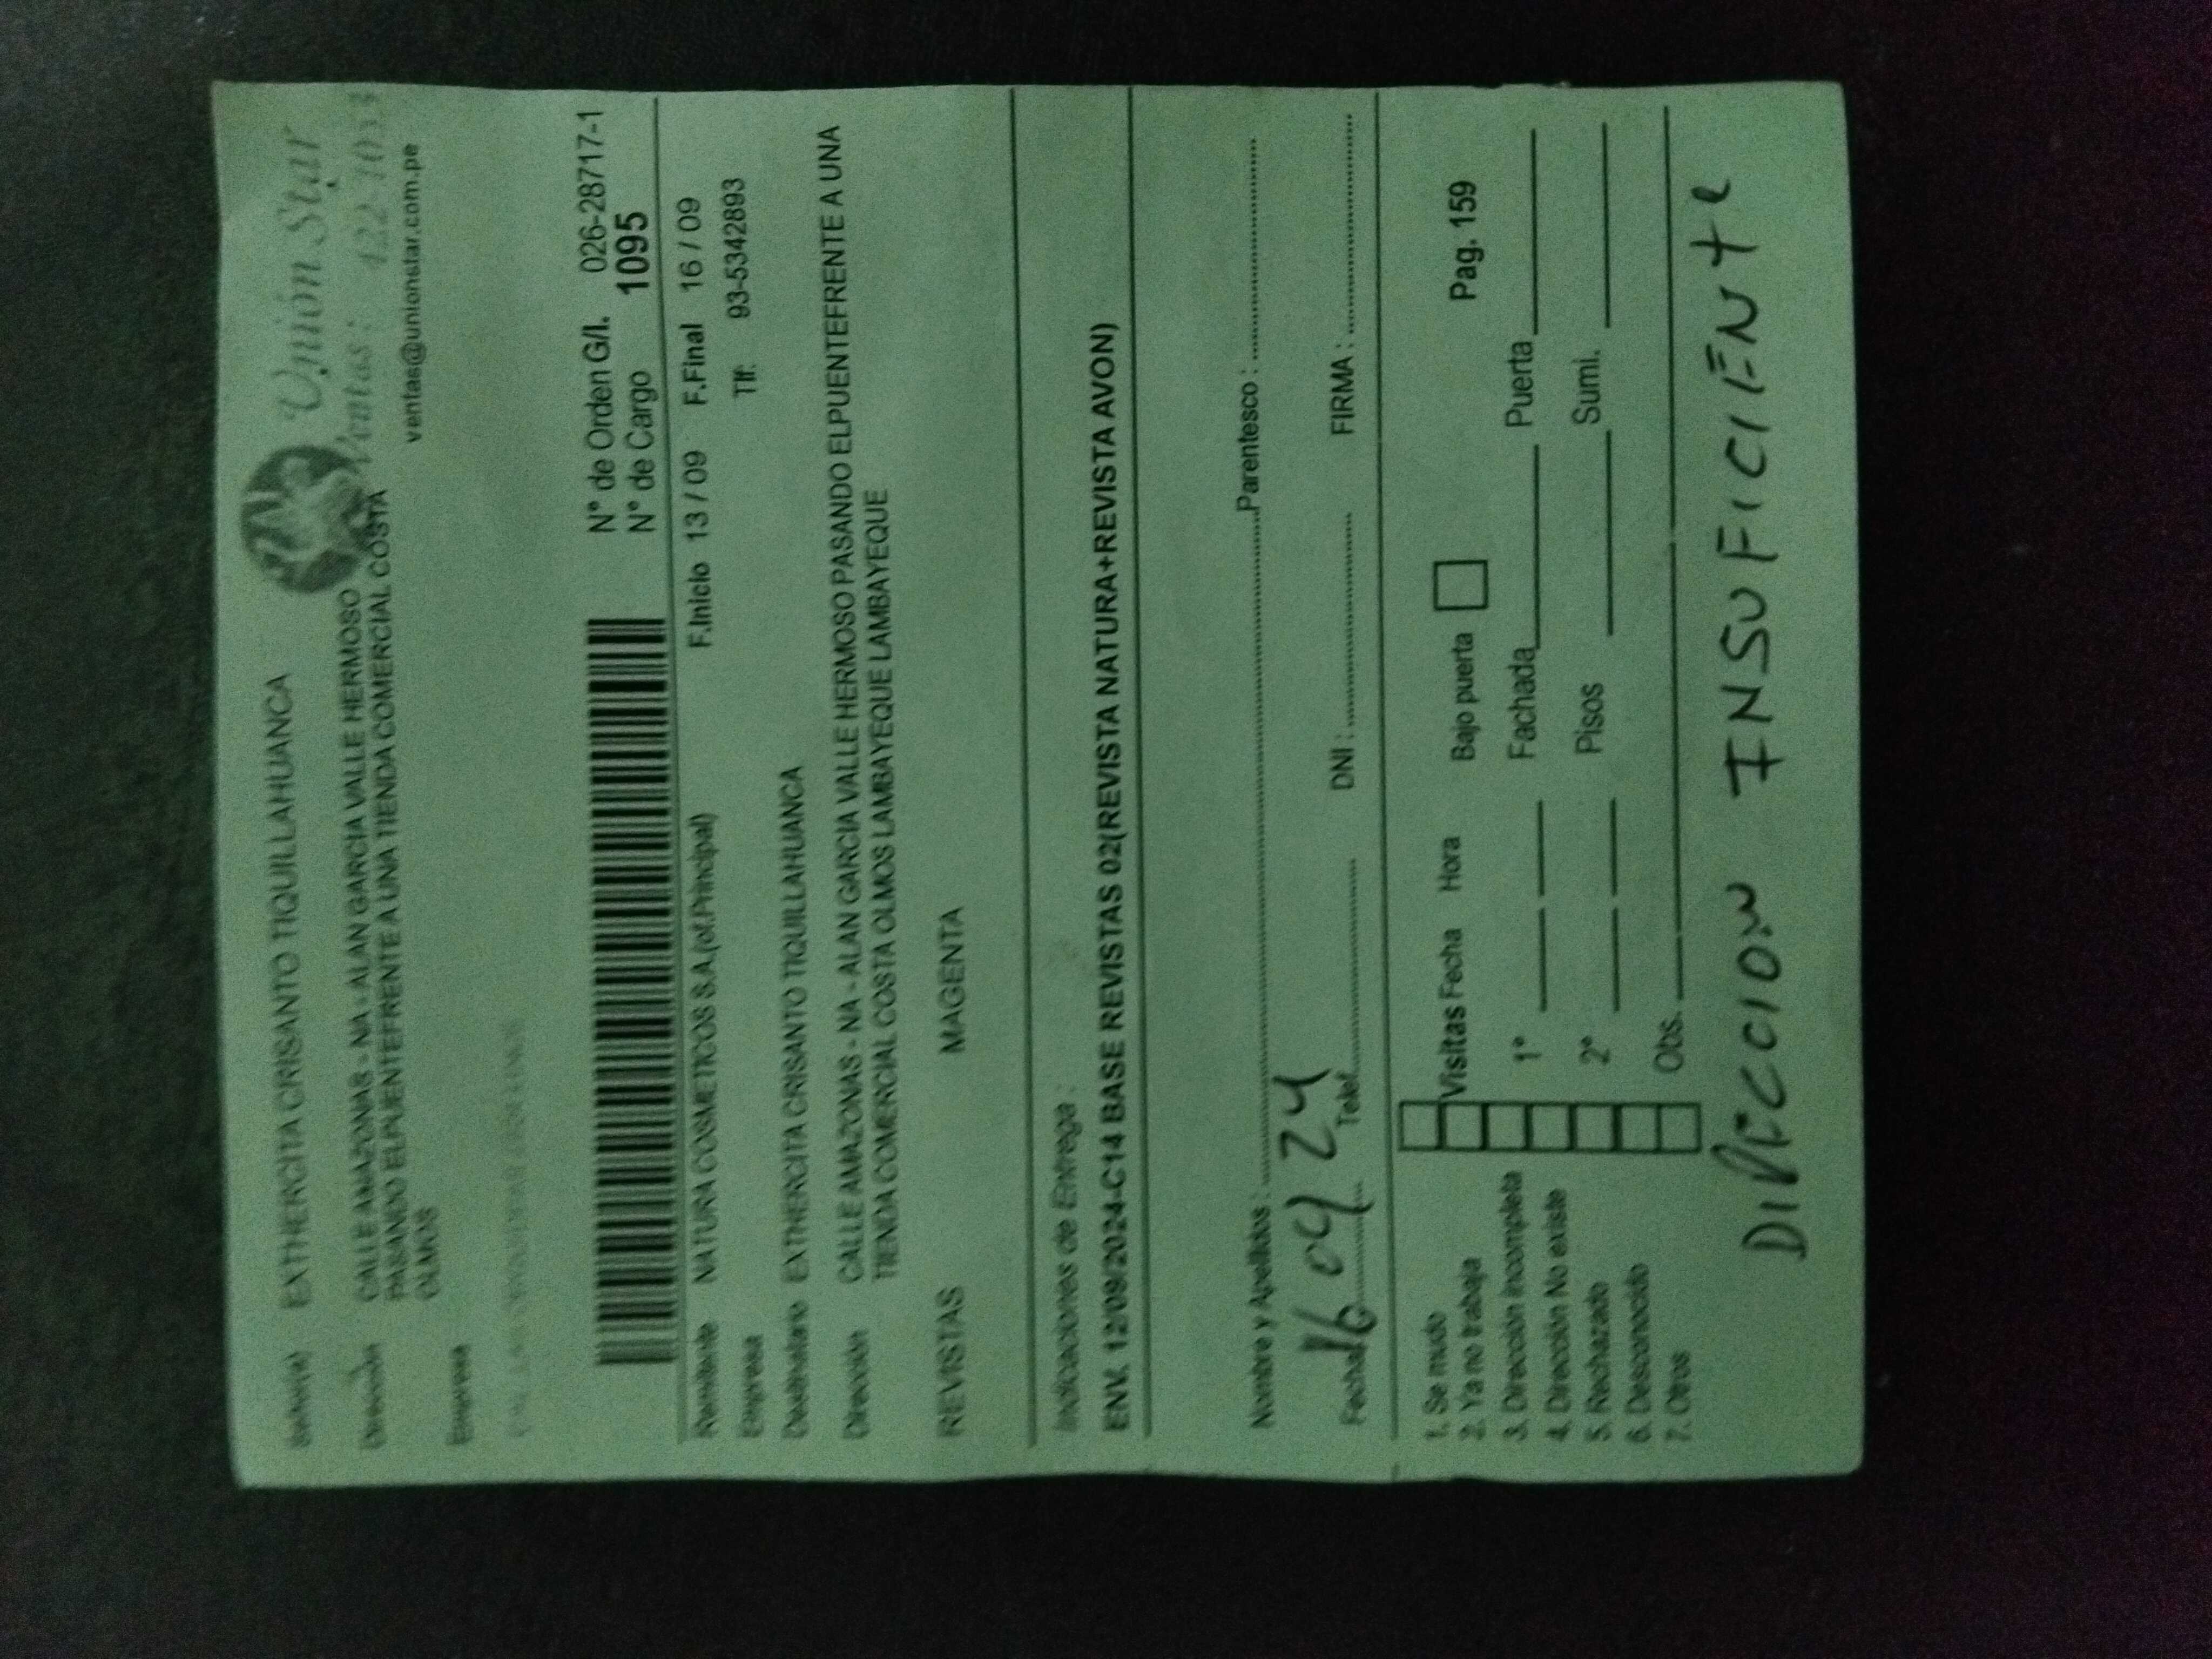 Unión Star
Ventas: 422 1033
ventas@unionstar.com.pe
EXTHERCITA CRISANTO TIQUILLAHUANCA
Dirección CALLE AMAZONAS - NA - ALAN GARCIA VALLE HERMOSO
PASANDO ELPUENTEFRENTE A UNA TIENDA COMERCIAL COSTA
OLMOS
Empresa
N° de Orden G/I. 026-28717-1
N° de Cargo 1095
Remitente NATURA COSMETICOS S.A.(of.Principal) F.Inicio 13 / 09 F.Final 16 / 09
Empresa Tlf: 93-5342893
Destinatario EXTHERCITA CRISANTO TIQUILLAHUANCA
Dirección CALLE AMAZONAS - NA - ALAN GARCIA VALLE HERMOSO PASANDO ELPUENTEFRENTE A UNA
TIENDA COMERCIAL COSTA OLMOS LAMBAYEQUE LAMBAYEQUE
REVISTAS MAGENTA
Indicaciones de Entrega :
ENV. 12/09/2024-C14 BASE REVISTAS 02(REVISTA NATURA+REVISTA AVON)
Nombre y Apellidos : Parentesco :
Fecha 16 09 24 Telef. DNI : FIRMA :
1. Se mudo Visitas Fecha Hora Bajo puerta Pag. 159
2. Ya no trabaja
3. Dirección incompleta 1° Fachada Puerta
4. Dirección No existe
5. Rechazado 2° Pisos Sumi.
6. Desconocido
7. Otros Obs.
DIRECCION INSUFICIENTE